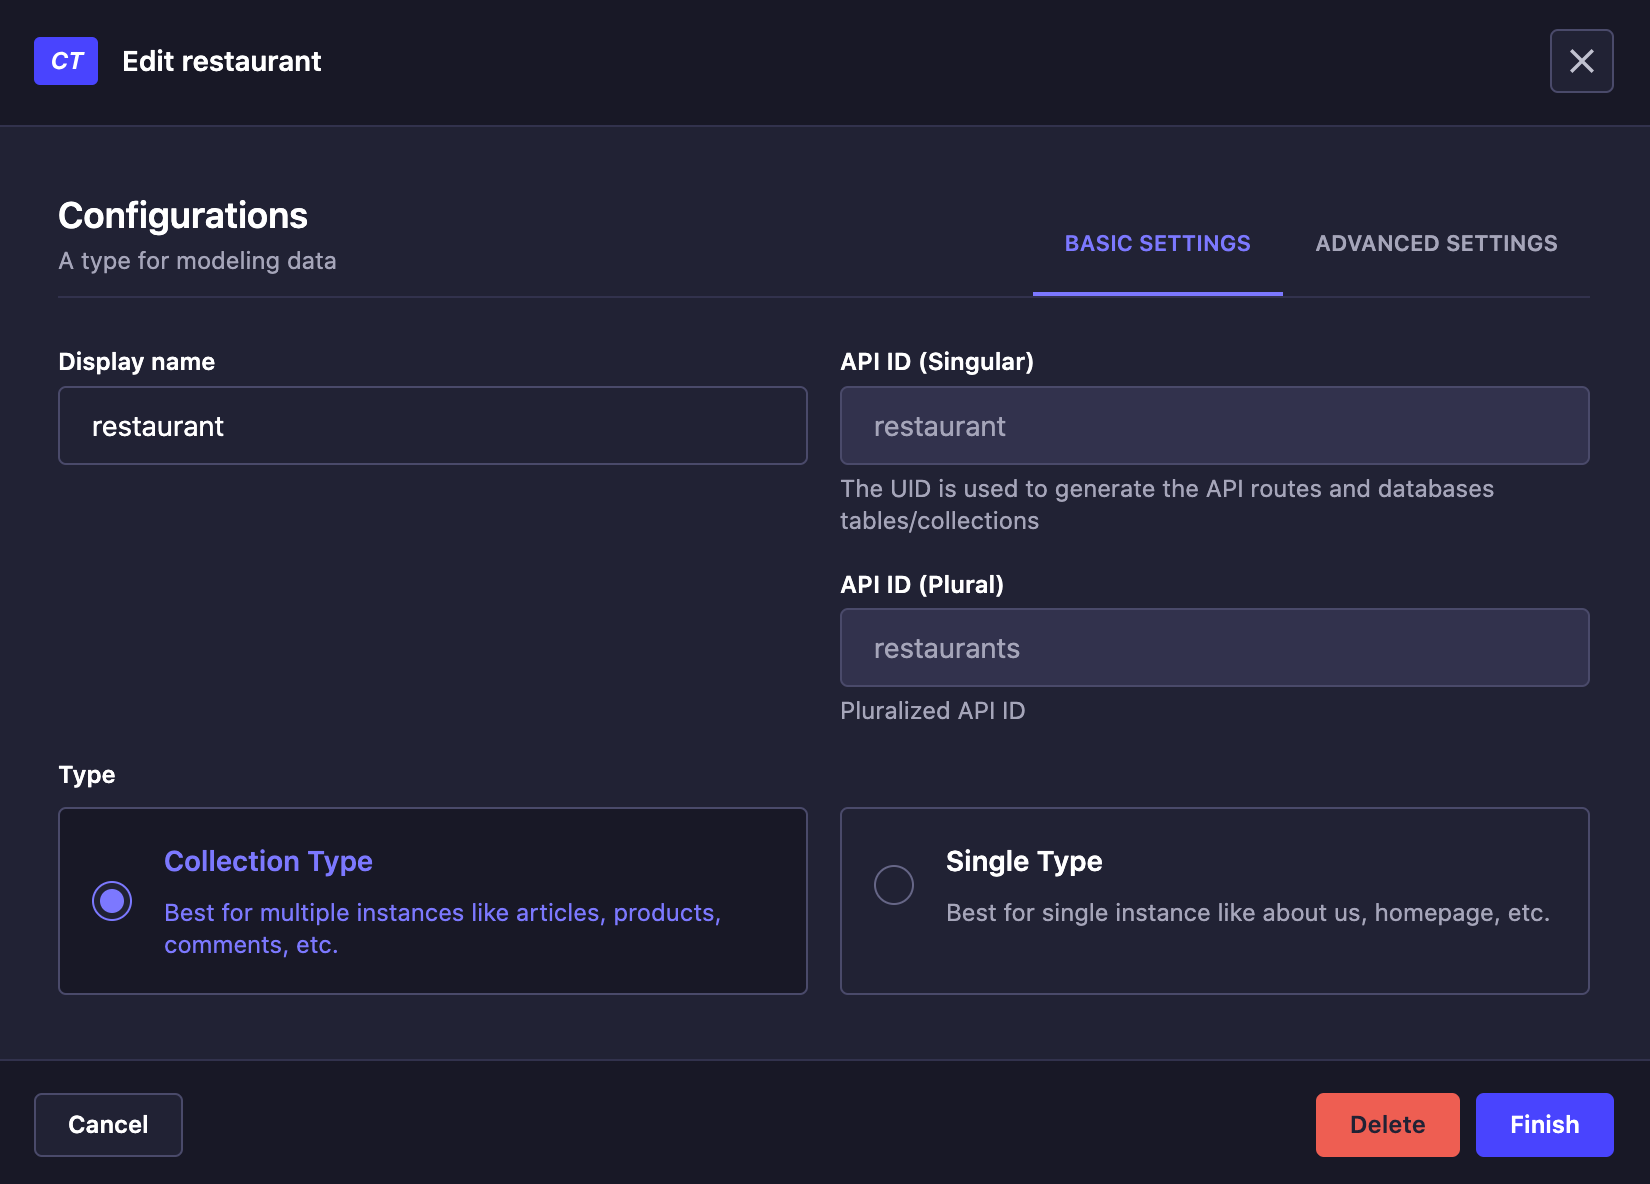 CT Edit restaurant
Configurations
A type for modeling data
BASIC SETTINGS
ADVANCED SETTINGS
Display name
restaurant
API ID (Singular)
restaurant
The UID is used to generate the API routes and databases
tables/collections
API ID (Plural)
restaurants
Pluralized API ID
Type
Collection Type
Best for multiple instances like articles, products,
comments, etc.
Single Type
Best for single instance like about us, homepage, etc.
Cancel
Delete
Finish